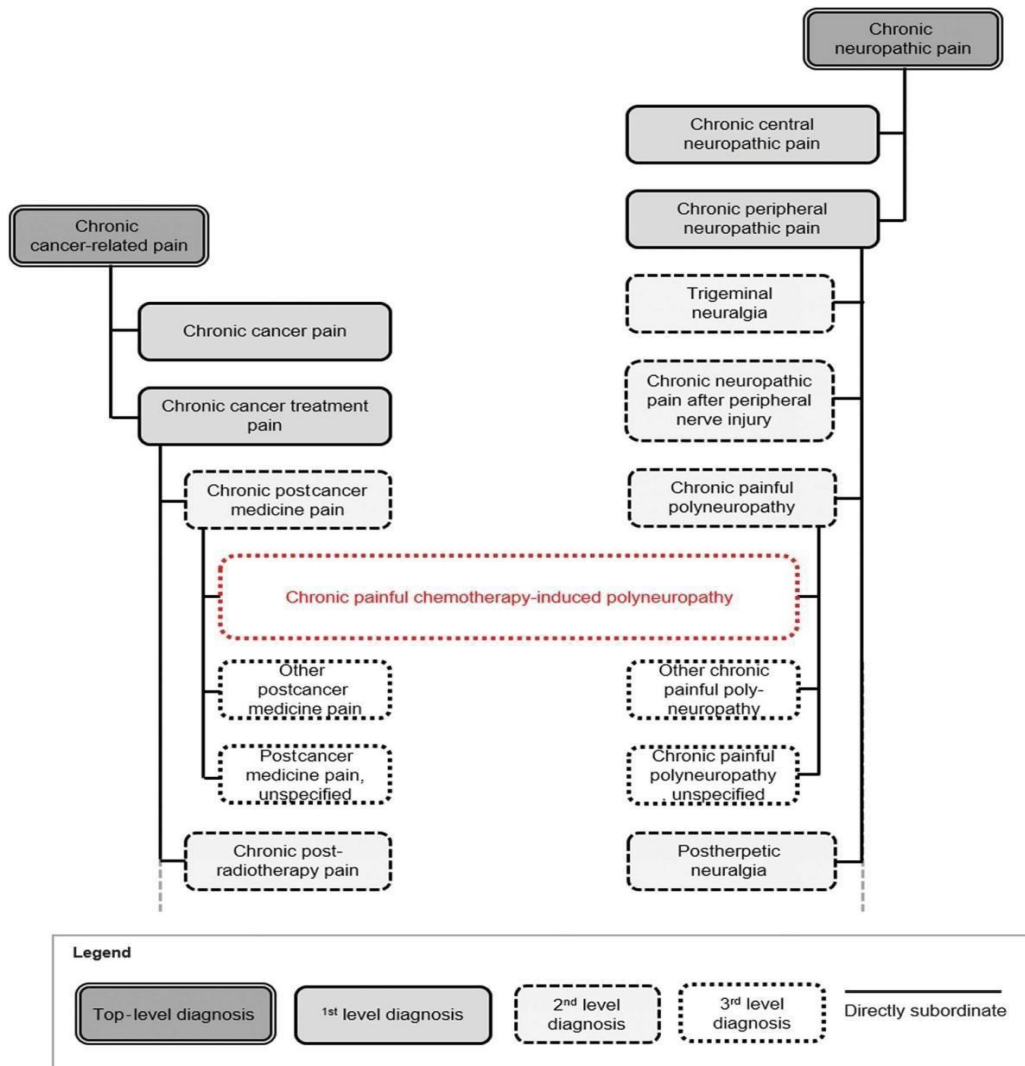 Chronic
neuropathic pain
Chronic central
neuropathic pain
Chronic peripheral
neuropathic pain
Chronic
cancer-related pain
Trigeminal
neuralgia
Chronic cancer pain
Chronic neuropathic
pain after peripheral
nerve injury
Chronic cancer treatment
pain
Chronic postcancer
medicine pain
Chronic painful
polyneuropathy
Chronic painful chemotherapy-induced polyneuropathy
Other
postcancer
medicine pain
Other chronic
painful poly-
neuropathy
Postcancer
medicine pain,
unspecified
Chronic painful
polyneuropathy
, unspecified
Chronic post-
radiotherapy pain
Postherpetic
neuralgia
Legend
Top-level diagnosis
1st level diagnosis
2nd level
diagnosis
3rd level
diagnosis
Directly subordinate